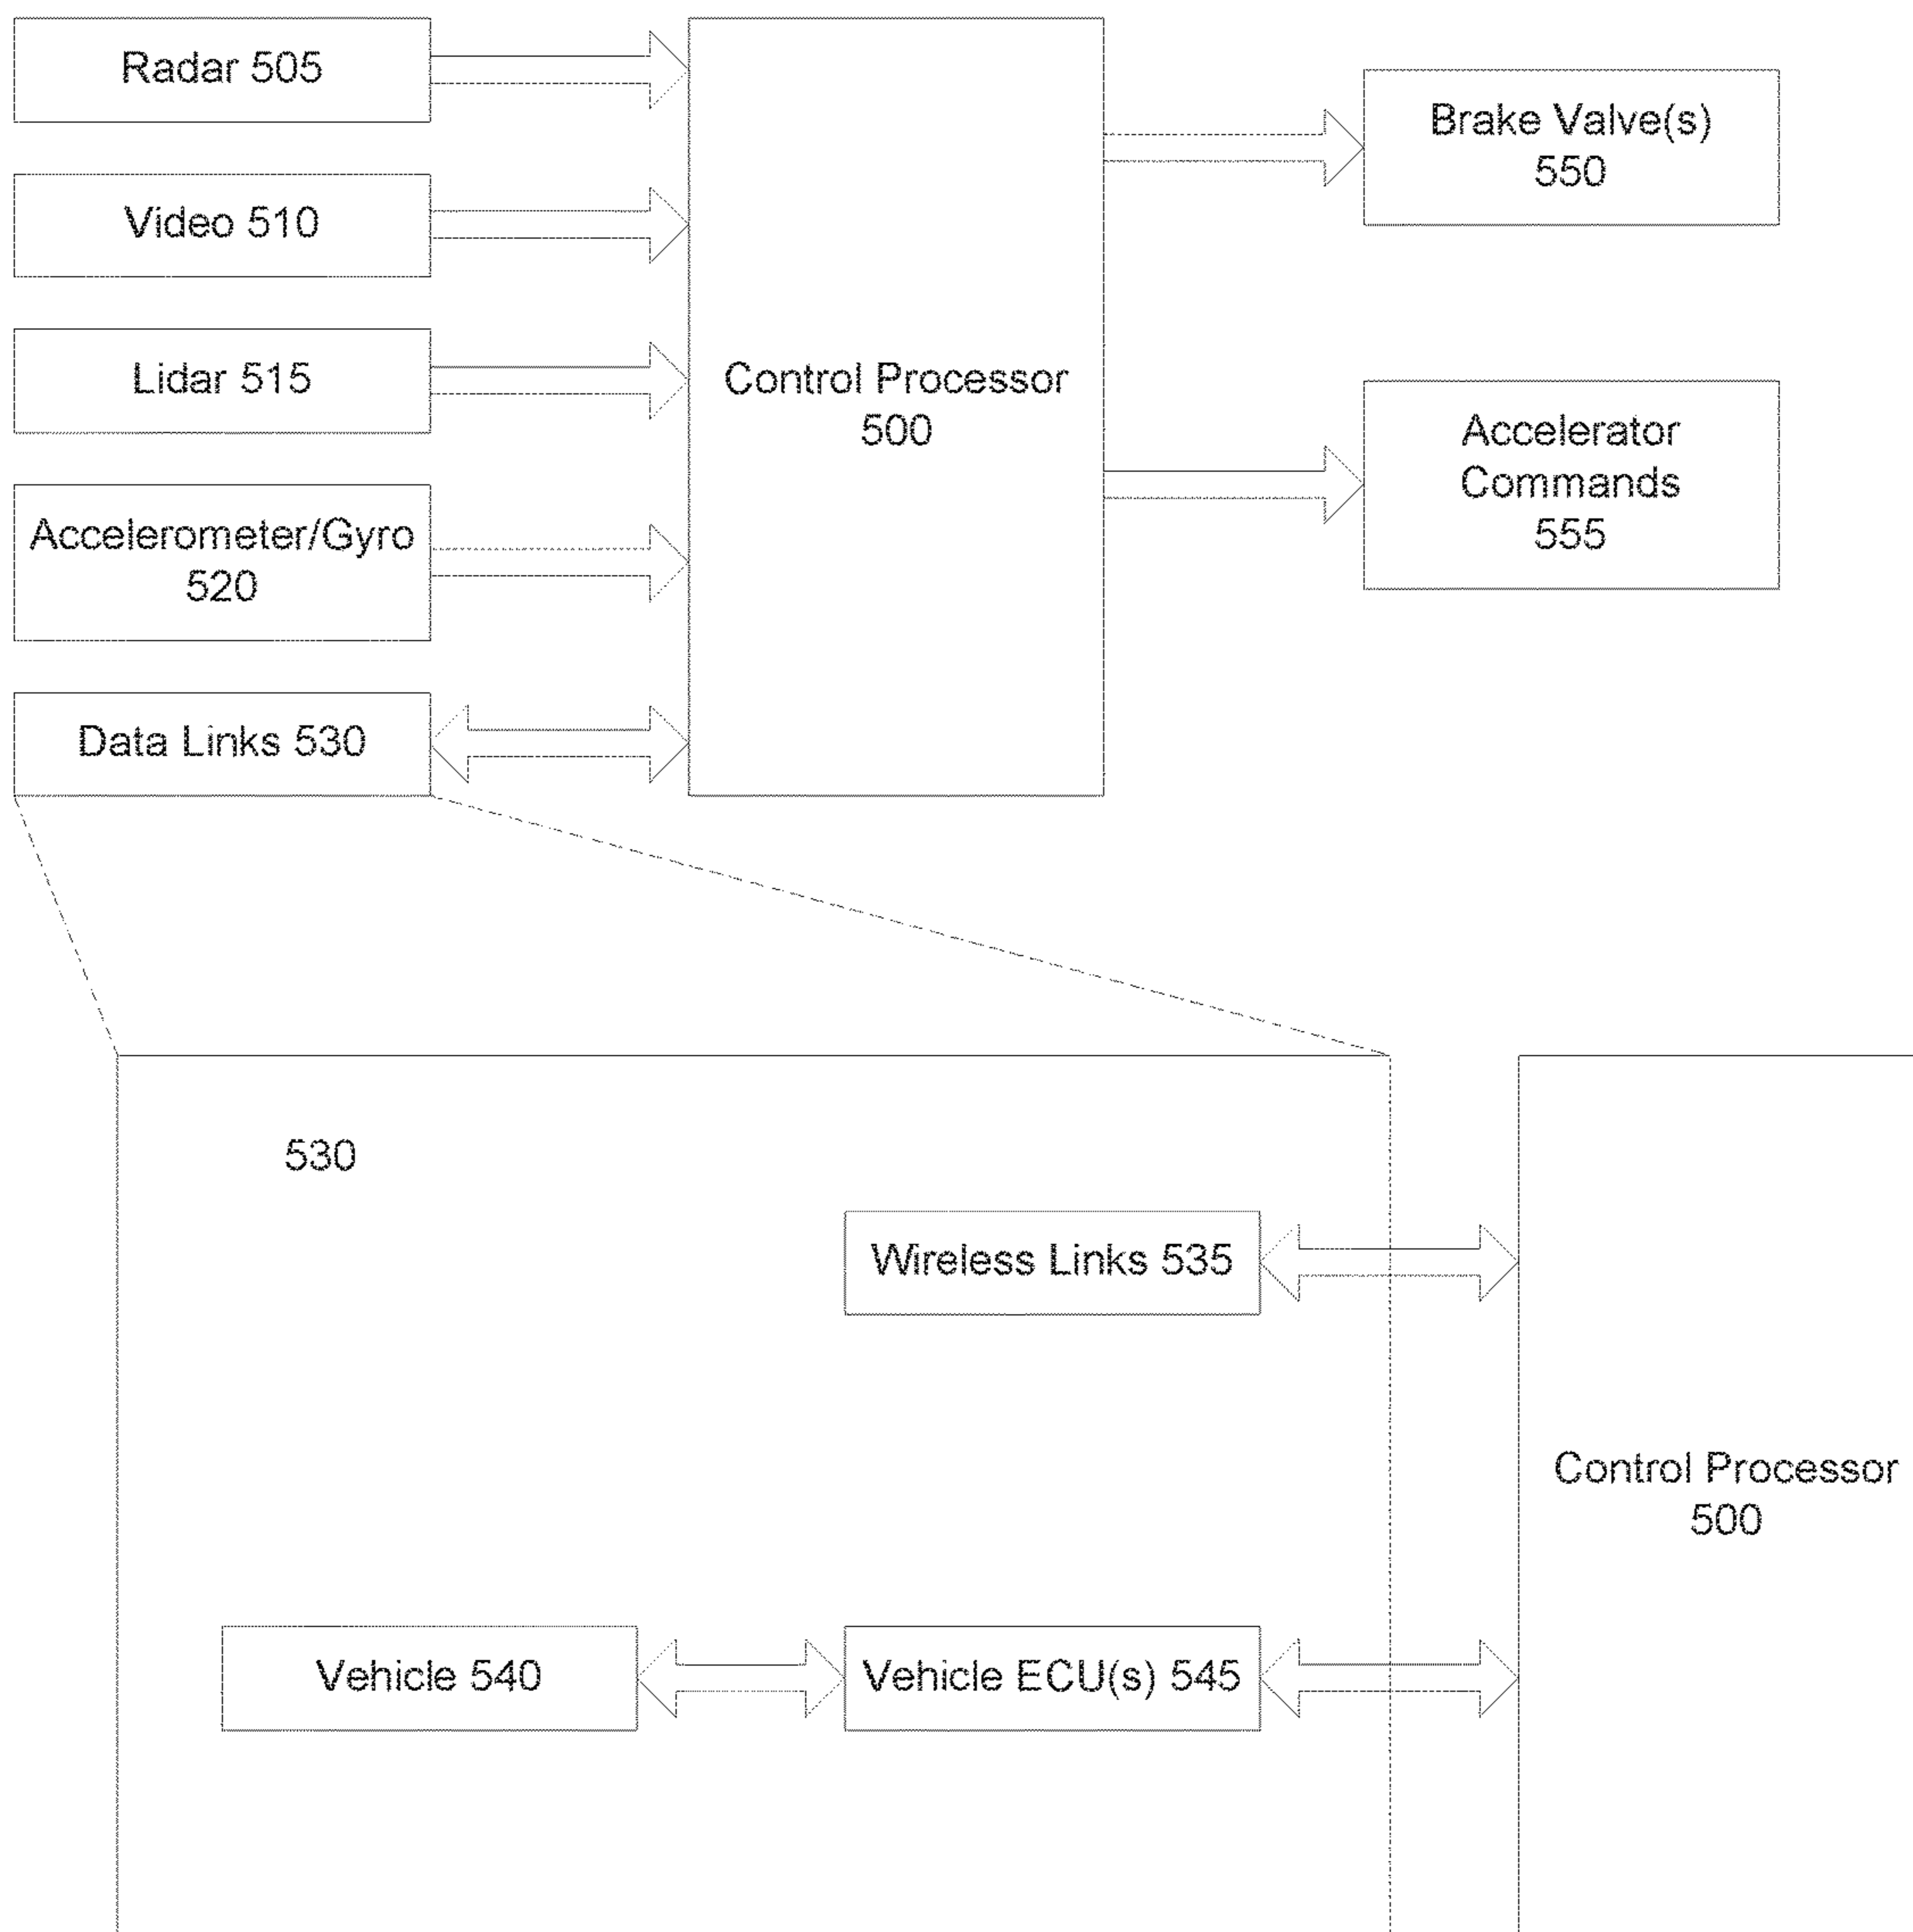 Radar 505
Video 510
Lidar 515
Accelerometer/Gyro
520
Data Links 530
Control Processor
500
Brake Valve(s)
550
Accelerator
Commands
555
530
Wireless Links 535
Vehicle 540
Vehicle ECU(s) 545
Control Processor
500